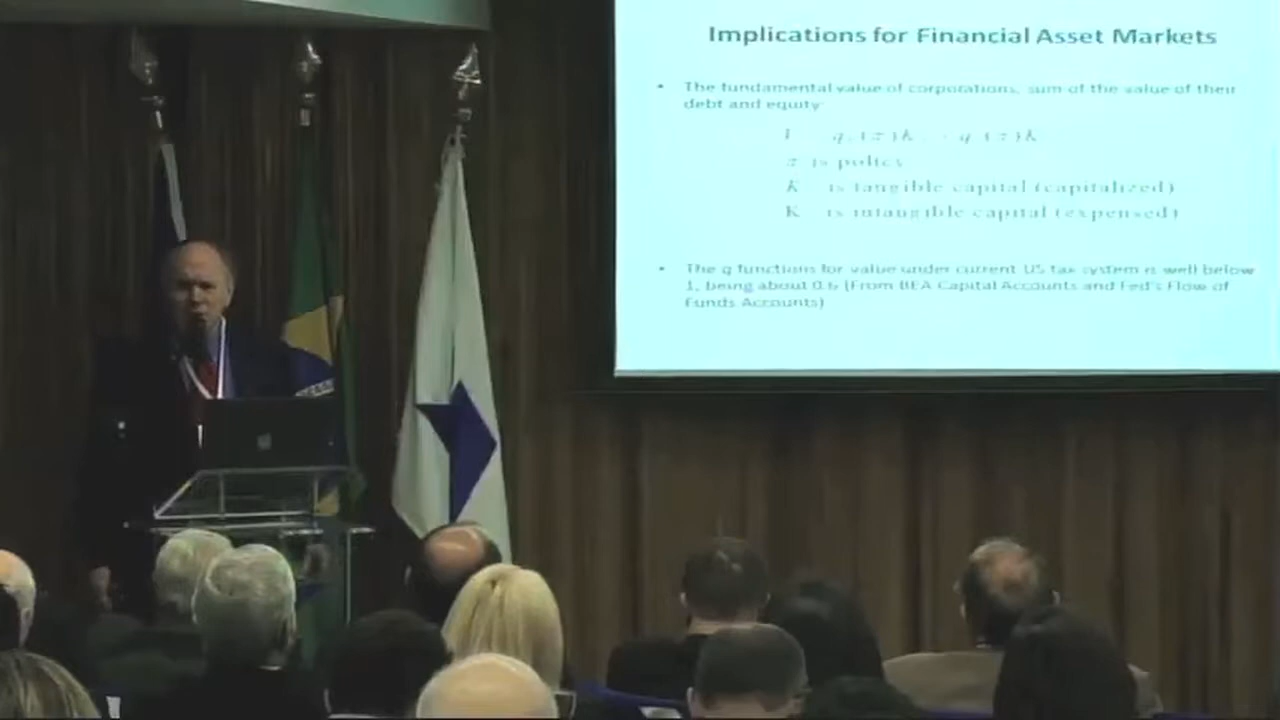 Implications for Financial Asset Markets
• The fundamental value of corporations, sum of the value of their
debt and equity:
is policy
K is tangible capital (capitalized)
K is intangible capital (expensed)
• The q functions for value under current US tax system is well below
1, being about 0.6 (From BEA Capital Accounts and Fed's Flow of
Funds Accounts)